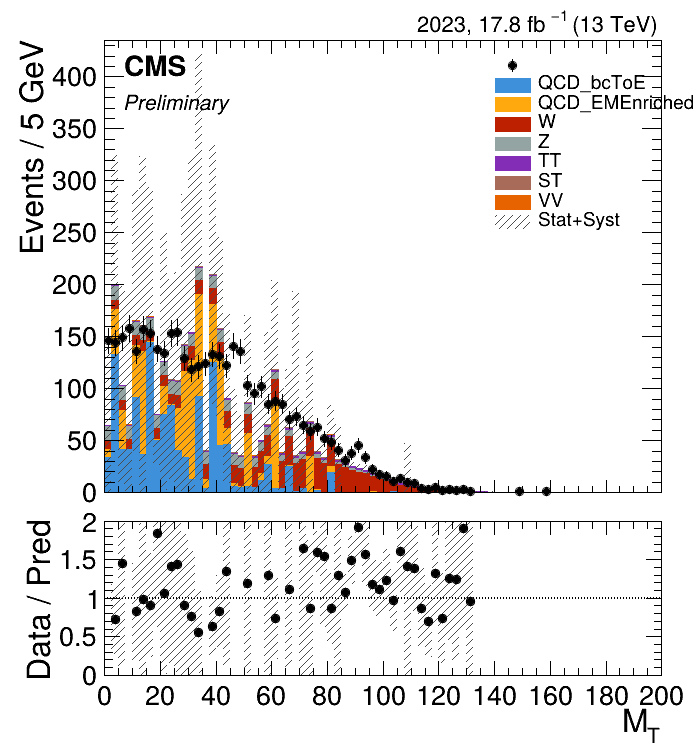 2023, 17.8 fb⁻¹ (13 TeV)
CMS
Preliminary
QCD_bcToE
QCD_EMEnriched
W
Z
TT
ST
VV
Stat+Syst
Events / 5 GeV
400
350
300
250
200
150
100
50
0
Data / Pred
2
1.5
1
0.5
0
0 20 40 60 80 100 120 140 160 180 200
M_T